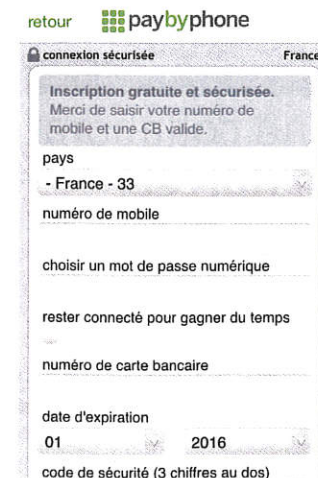 retour paybyphone
connexion sécurisée France
Inscription gratuite et sécurisée.
Merci de saisir votre numéro de
mobile et une CB valide.
pays
- France - 33
numéro de mobile
choisir un mot de passe numérique
rester connecté pour gagner du temps
numéro de carte bancaire
date d'expiration
01 2016
code de sécurité (3 chiffres au dos)